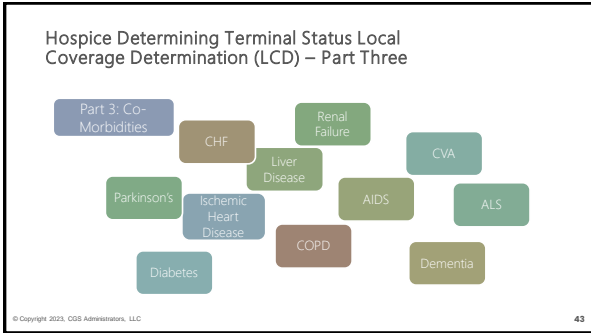 Hospice Determining Terminal Status Local
Coverage Determination (LCD) – Part Three
Part 3: Co-
Morbidities
CHF
Renal
Failure
Liver
Disease
CVA
Parkinson's
Ischemic
Heart
Disease
AIDS
ALS
COPD
Diabetes
Dementia
© Copyright 2023, CGS Administrators, LLC
43